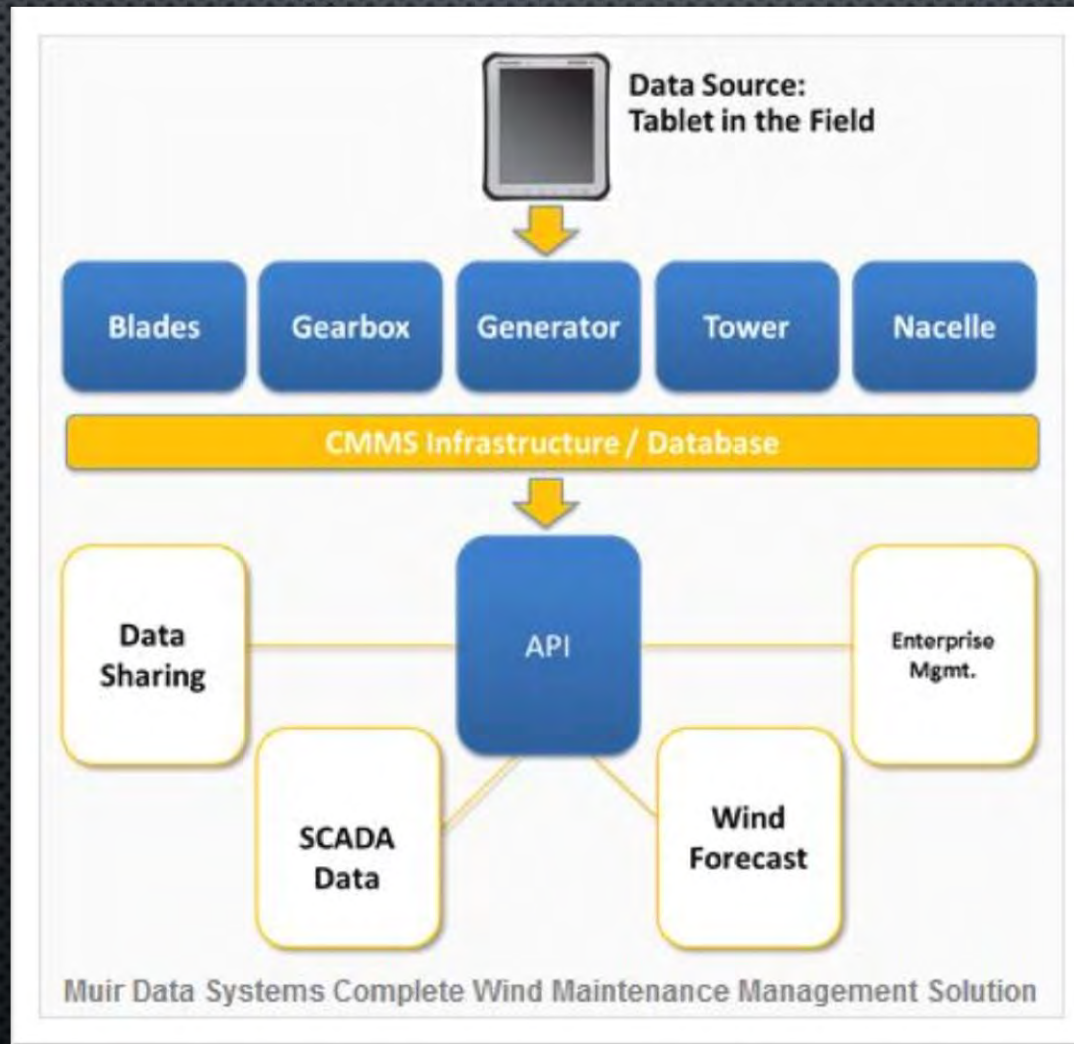 Data Source:
Tablet in the Field
Blades
Gearbox
Generator
Tower
Nacelle
CMMS Infrastructure / Database
Data
Sharing
API
Enterprise
Mgmt.
SCADA
Data
Wind
Forecast
Muir Data Systems Complete Wind Maintenance Management Solution